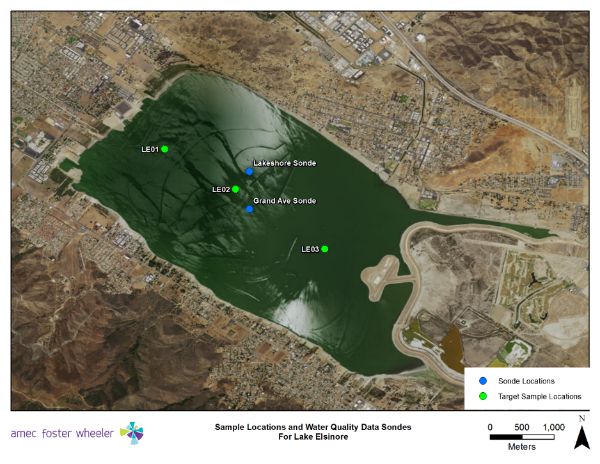 LE01
Lakeshore Sonde
LE02
Grand Ave Sonde
LE03
Sonde Locations
Target Sample Locations
amec foster wheeler
Sample Locations and Water Quality Data Sondes
For Lake Elsinore
0 500 1,000
Meters
N